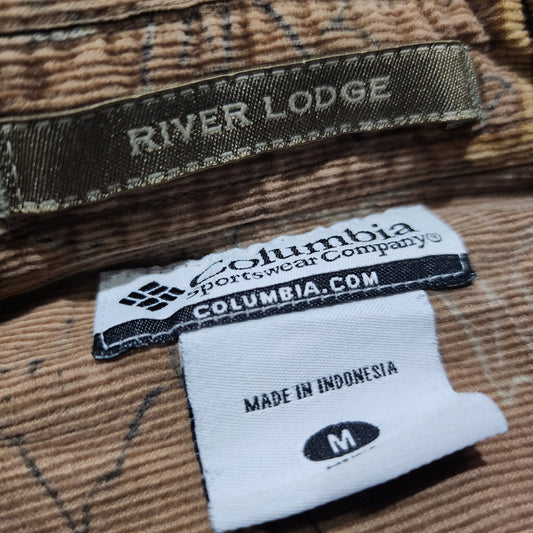 RIVER LODGE
Columbia
Sportswear Company®
COLUMBIA.COM
MADE IN INDONESIA
M